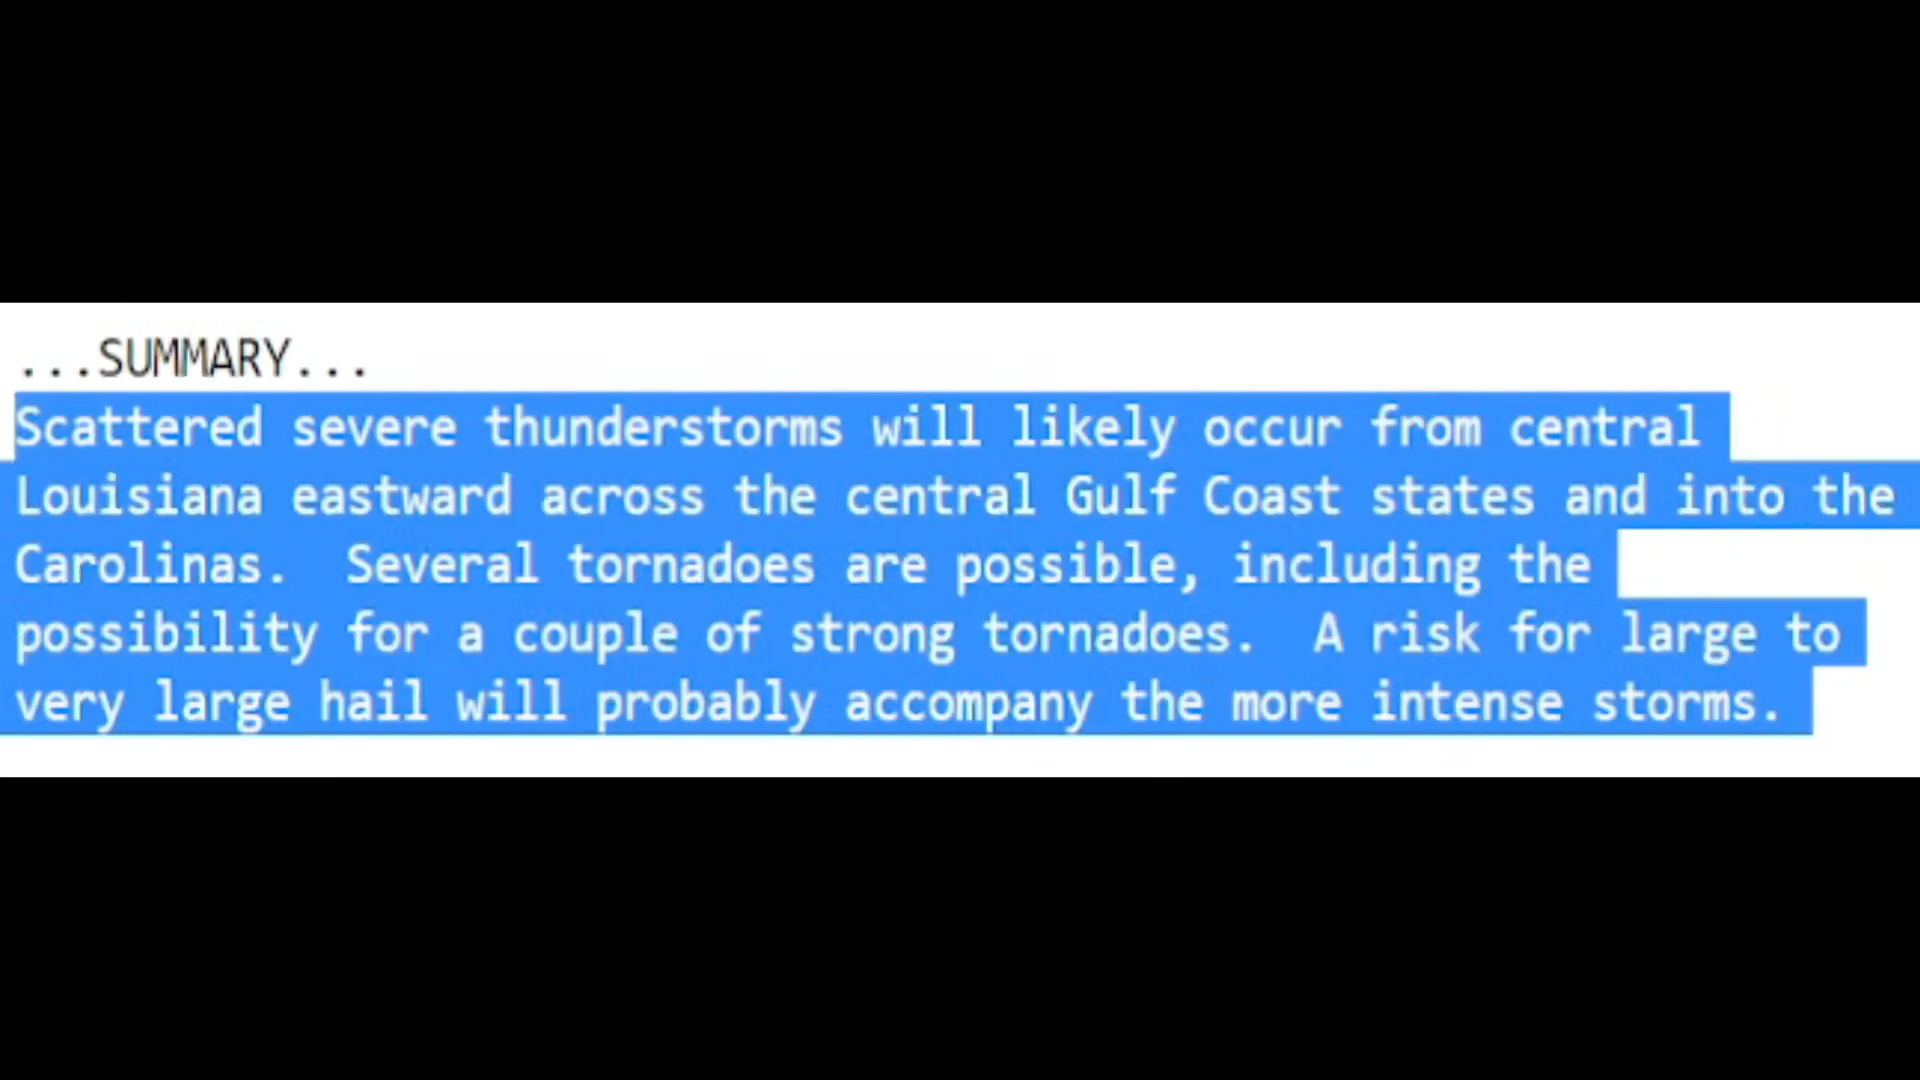 ...SUMMARY...
Scattered severe thunderstorms will likely occur from central
Louisiana eastward across the central Gulf Coast states and into the
Carolinas.  Several tornadoes are possible, including the
possibility for a couple of strong tornadoes.  A risk for large to
very large hail will probably accompany the more intense storms.